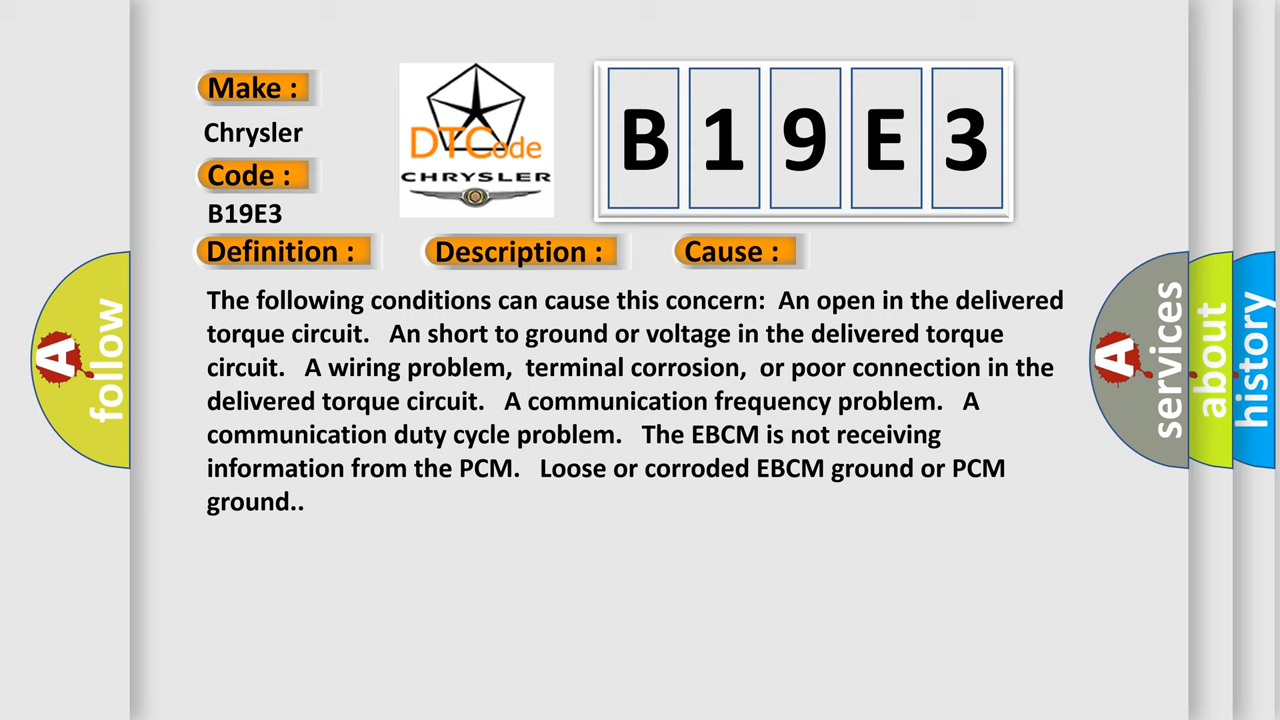 Make :
Chrysler
Code :
B19E3
Definition :
Description :
Cause :
DTCode
CHRYSLER
B19E3
The following conditions can cause this concern: An open in the delivered
torque circuit. An short to ground or voltage in the delivered torque
circuit. A wiring problem, terminal corrosion, or poor connection in the
delivered torque circuit. A communication frequency problem. A
communication duty cycle problem. The EBCM is not receiving
information from the PCM. Loose or corroded EBCM ground or PCM
ground..
A
follow
A
services
about
history